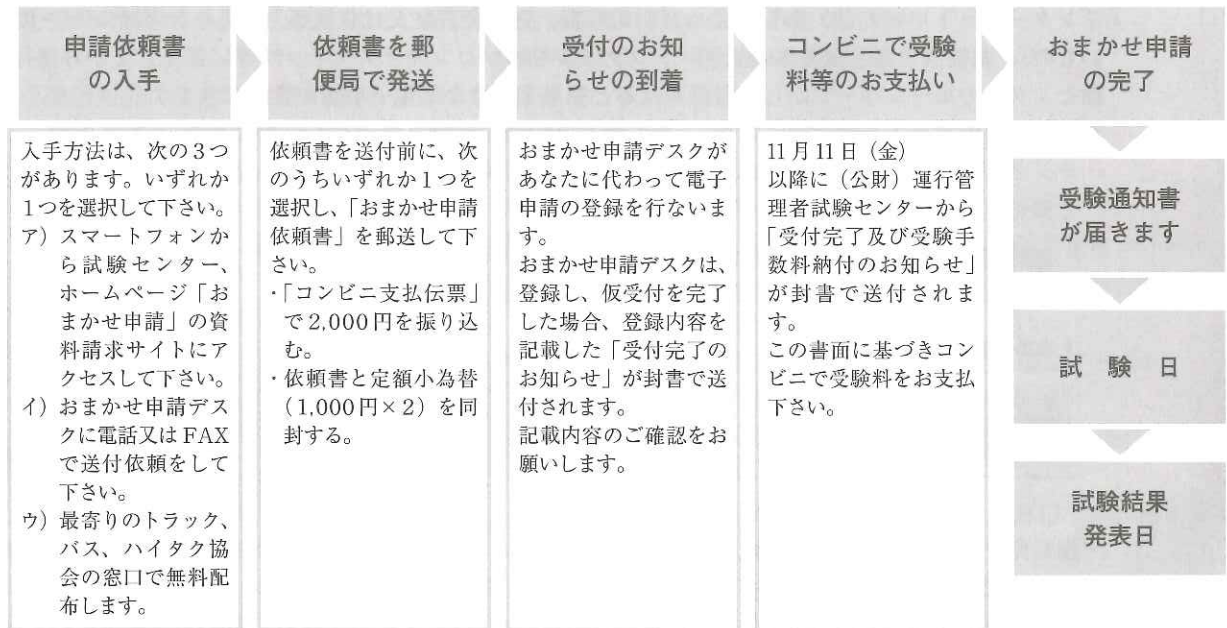 申請依頼書
の入手
入手方法は、次の3つ
があります。いずれか
1つを選択して下さい。
ア）スマートフォンか
ら試験センター、
ホームページ「お
まかせ申請」の資
料請求サイトにア
クセスして下さい。
イ）おまかせ申請デス
クに電話又はFAX
で送付依頼をして
下さい。
ウ）最寄りのトラック、
バス、ハイタク協
会の窓口で無料配
布します。
依頼書を郵
便局で発送
依頼書を送付前に、次
のうちいずれか1つを
選択し、「おまかせ申請
依頼書」を郵送して下
さい。
・「コンビニ支払伝票」
で2,000円を振り込
む。
・依頼書と定額小為替
（1,000円×2）を同
封する。
受付のお知
らせの到着
おまかせ申請デスクが
あなたに代わって電子
申請の登録を行ないま
す。
おまかせ申請デスクは、
登録し、仮受付を完了
した場合、登録内容を
記載した「受付完了の
お知らせ」が封書で送
付されます。
記載内容のご確認をお
願いします。
コンビニで受験
料等のお支払い
11月11日（金）
以降に（公財）運行管
理者試験センターから
「受付完了及び受験手
数料納付のお知らせ」
が封書で送付されま
す。
この書面に基づきコン
ビニで受験料をお支払
下さい。
おまかせ申請
の完了
受験通知書
が届きます
試 験 日
試験結果
発表日